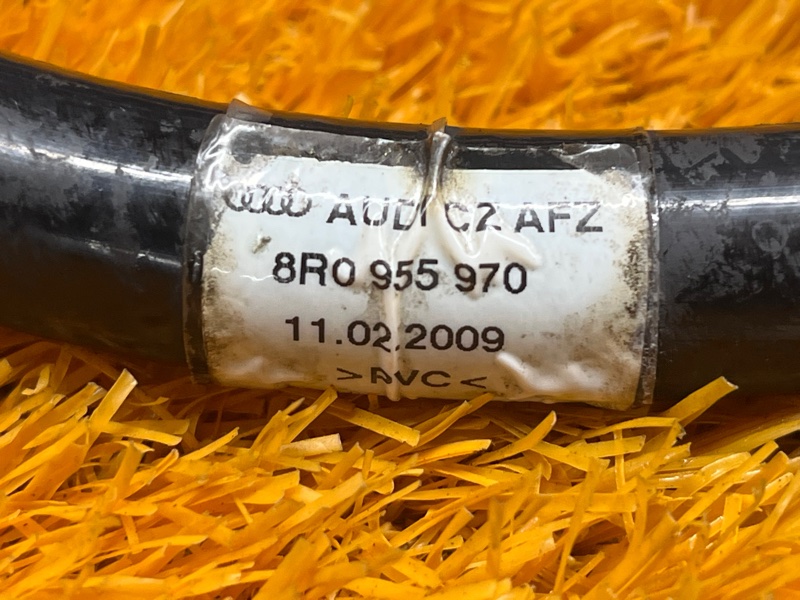 AUDI C2 AFZ
8R0 955 970
11.02.2009
>PVC<